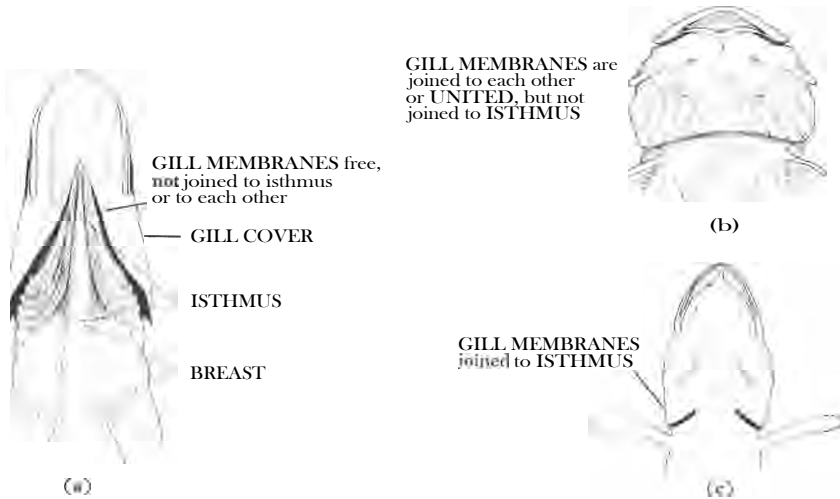 GILL MEMBRANES free,
not joined to isthmus
or to each other
GILL COVER
ISTHMUS
BREAST
(a)
GILL MEMBRANES are
joined to each other
or UNITED, but not
joined to ISTHMUS
(b)
GILL MEMBRANES
joined to ISTHMUS
(c)